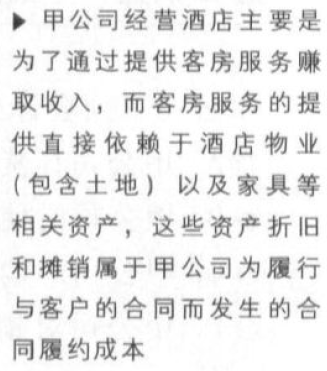 ▶ 甲公司经营酒店主要是
为了通过提供客房服务赚
取收入，而客房服务的提
供直接依赖于酒店物业
(包含土地) 以及家具等
相关资产，这些资产折旧
和摊销属于甲公司为履行
与客户的合同而发生的合
同履约成本